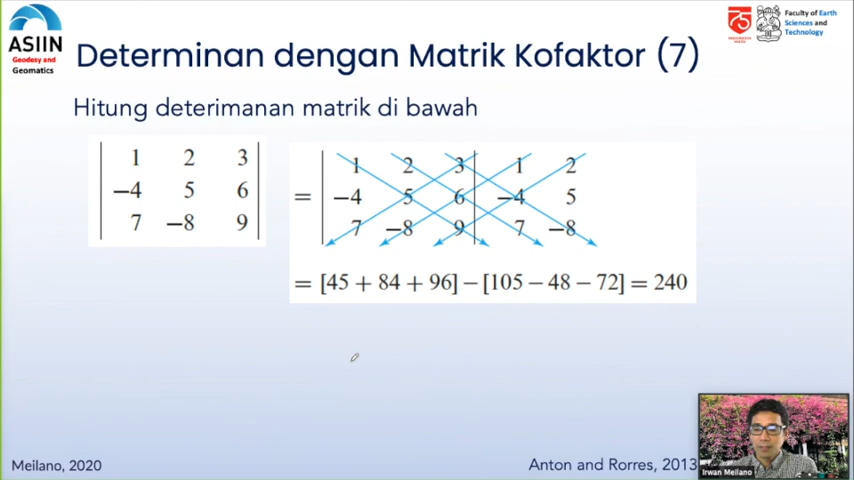 ASIIN
Geodesy and
Geomatics
Determinan dengan Matrik Kofaktor (7)
Faculty of Earth
Sciences and
Technology
Hitung deterimanan matrik di bawah
| 1 2 3 |
| −4 5 6 |
| 7 −8 9 |
| 1 2 3 | 1 2
= | −4 5 6 | −4 5
| 7 −8 9 | 7 −8
= [45 + 84 + 96] − [105 − 48 − 72] = 240
Meilano, 2020
Anton and Rorres, 2013
Irwan Meilano